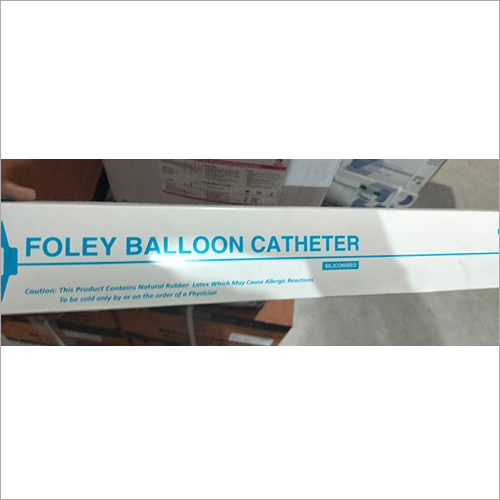 FOLEY BALLOON CATHETER
SILICONISED
Caution: This Product Contains Natural Rubber Latex Which May Cause Allergic Reactions
To be sold only by or on the order of a Physician